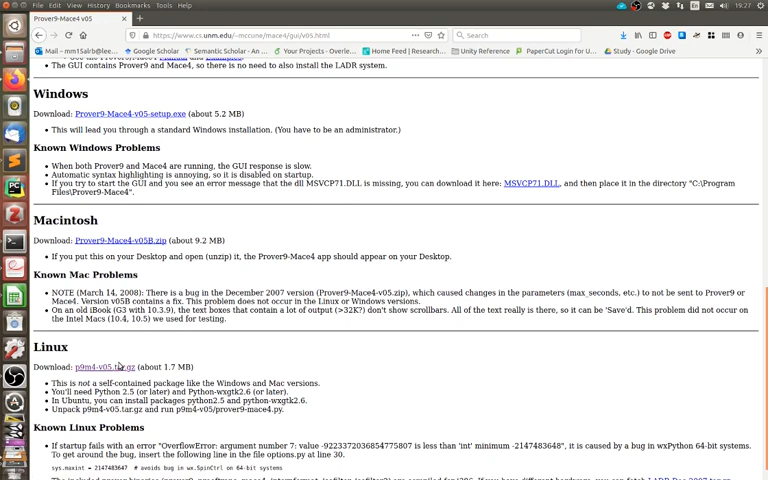 File Edit View History Bookmarks Tools Help
En
19:27
Prover9-Mace4 v05
https://www.cs.unm.edu/~mccune/mace4/gui/v05.html
Search
Mail – mm15alrb@lee…
Google Scholar
Semantic Scholar - An …
Your Projects - Overle…
Home Feed | Research…
Unity Reference
PaperCut Login for U…
Study - Google Drive
The GUI contains Prover9 and Mace4, so there is no need to also install the LADR system.
Windows
Download: Prover9-Mace4-v05-setup.exe (about 5.2 MB)
This will lead you through a standard Windows installation. (You have to be an administrator.)
Known Windows Problems
When both Prover9 and Mace4 are running, the GUI response is slow.
Automatic syntax highlighting is annoying, so it is disabled on startup.
If you try to start the GUI and you see an error message that the dll MSVCP71.DLL is missing, you can download it here: MSVCP71.DLL, and then place it in the directory "C:\Program
Files\Prover9-Mace4".
Macintosh
Download: Prover9-Mace4-v05B.zip (about 9.2 MB)
If you put this on your Desktop and open (unzip) it, the Prover9-Mace4 app should appear on your Desktop.
Known Mac Problems
NOTE (March 14, 2008): There is a bug in the December 2007 version (Prover9-Mace4-v05.zip), which caused changes in the parameters (max_seconds, etc.) to not be sent to Prover9 or
Mace4. Version v05B contains a fix. This problem does not occur in the Linux or Windows versions.
On an old iBook (G3 with 10.3.9), the text boxes that contain a lot of output (>32K?) don't show scrollbars. All of the text really is there, so it can be 'Save'd. This problem did not occur on
the Intel Macs (10.4, 10.5) we used for testing.
Linux
Download: p9m4-v05.tar.gz (about 1.7 MB)
This is not a self-contained package like the Windows and Mac versions.
You'll need Python 2.5 (or later) and Python-wxgtk2.6 (or later).
In Ubuntu, you can install packages python2.5 and python-wxgtk2.6.
Unpack p9m4-v05.tar.gz and run p9m4-v05/prover9-mace4.py.
Known Linux Problems
If startup fails with an error "OverflowError: argument number 7: value -9223372036854775807 is less than 'int' minimum -2147483648", it is caused by a bug in wxPython 64-bit systems.
To get around the bug, insert the following line in the file options.py at line 30.
sys.maxint = 2147483647 # avoids bug in wx.SpinCtrl on 64-bit systems